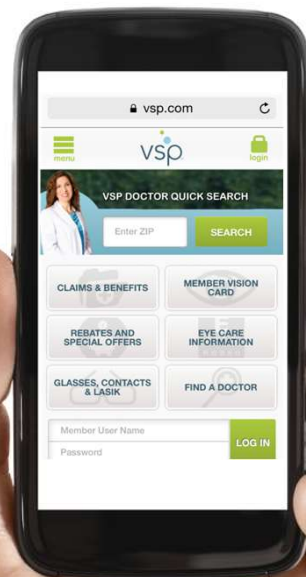 vsp.com
menu
vsp
login
VSP DOCTOR QUICK SEARCH
Enter ZIP
SEARCH
CLAIMS & BENEFITS
MEMBER VISION
CARD
REBATES AND
SPECIAL OFFERS
EYE CARE
INFORMATION
GLASSES, CONTACTS
& LASIK
FIND A DOCTOR
Member User Name
Password
LOG IN